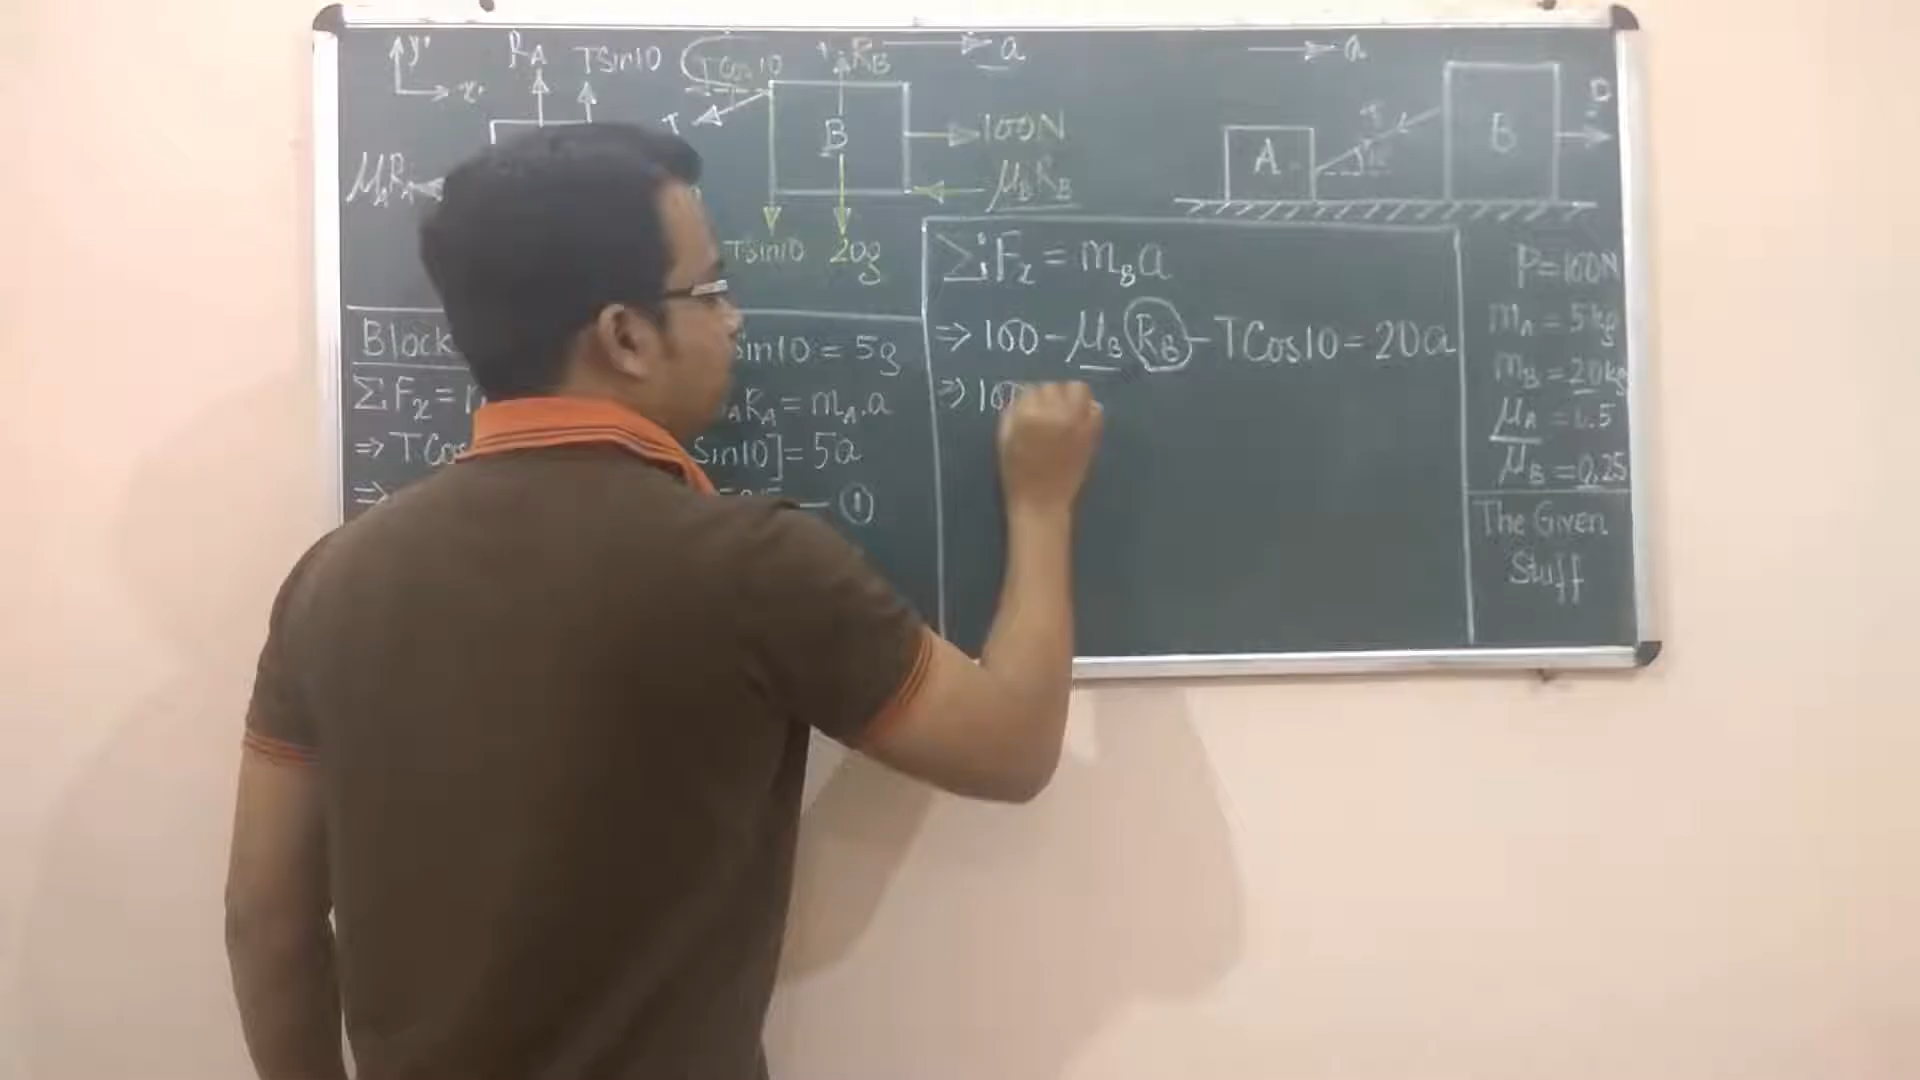 y
x
R_A
TSin10
TCos10
R_B
a
T
B
100N
μ_A R_A
μ_B R_B
TSin10
20g
a
A
B
ΣF_x = m_B a
⇒ 100 - μ_B R_B - TCos10 = 20a
⇒ 100
Block
Sin10 = 5g
ΣF_x =
R_A = m_A.a
⇒ TCos
Sin10] = 5a
⇒
— ①
P = 100N
m_A = 5kg
m_B = 20kg
μ_A = 0.5
μ_B = 0.25
The Given
Stuff